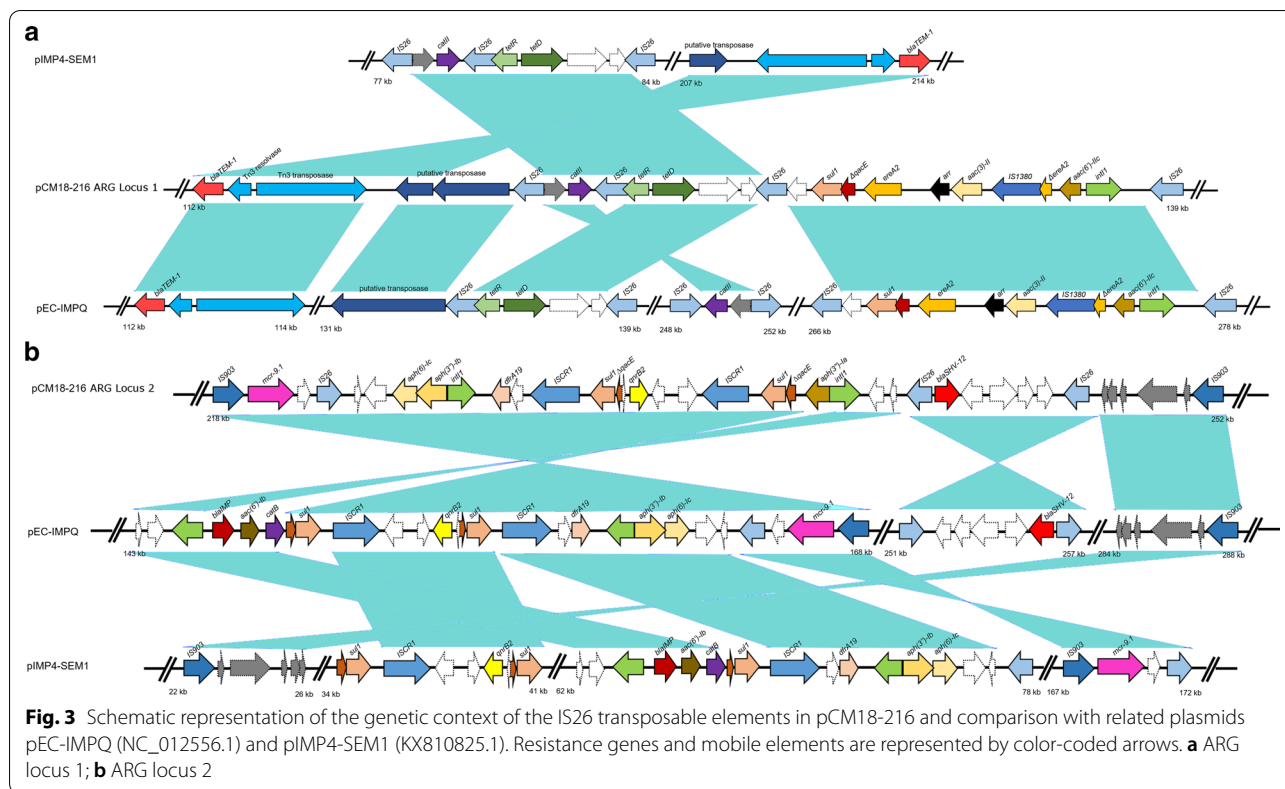 a
IS26 catII IS26 tetR tetD IS26 putative transposase blaTEM-1
pIMP4-SEM1
77 kb 84 kb 207 kb 214 kb
blaTEM-1 Tn3 resolvase Tn3 transposase putative transposase IS26 catII IS26 tetR tetD IS26 sul1 ΔqacE ereA2 arr aac(3)-II IS1380 ΔereA2 aac(6')-IIc intI1 IS26
pCM18-216 ARG Locus 1
112 kb 139 kb
blaTEM-1 putative transposase IS26 tetR tetD IS26 IS26 catII IS26 IS26 sul1 ereA2 arr aac(3)-II IS1380 ΔereA2 aac(6')-IIc intI1 IS26
pEC-IMPQ
112 kb 114 kb 131 kb 139 kb 248 kb 252 kb 266 kb 278 kb
b
IS903 mcr-9.1 IS26 aph(6)-Ic aph(3'')-Ib intI1 dfrA19 ISCR1 sul1 ΔqacE qnrB2 ISCR1 sul1 ΔqacE aph(3')-Ia intI1 IS26 blaSHV-12 IS26 IS903
pCM18-216 ARG Locus 2
218 kb 252 kb
blaIMP aac(6')-Ib catB sul1 ISCR1 qnrB2 sul1 ISCR1 dfrA19 aph(3'')-Ib aph(6)-Ic mcr-9.1 blaSHV-12 IS903
pEC-IMPQ
143 kb 168 kb 251 kb 257 kb 284 kb 288 kb
IS903 sul1 ISCR1 qnrB2 sul1 blaIMP aac(6')-Ib catB sul1 ISCR1 dfrA19 aph(3'')-Ib aph(6)-Ic IS903 mcr-9.1
pIMP4-SEM1
22 kb 26 kb 34 kb 41 kb 62 kb 78 kb 167 kb 172 kb
Fig. 3 Schematic representation of the genetic context of the IS26 transposable elements in pCM18-216 and comparison with related plasmids
pEC-IMPQ (NC_012556.1) and pIMP4-SEM1 (KX810825.1). Resistance genes and mobile elements are represented by color-coded arrows. a ARG
locus 1; b ARG locus 2